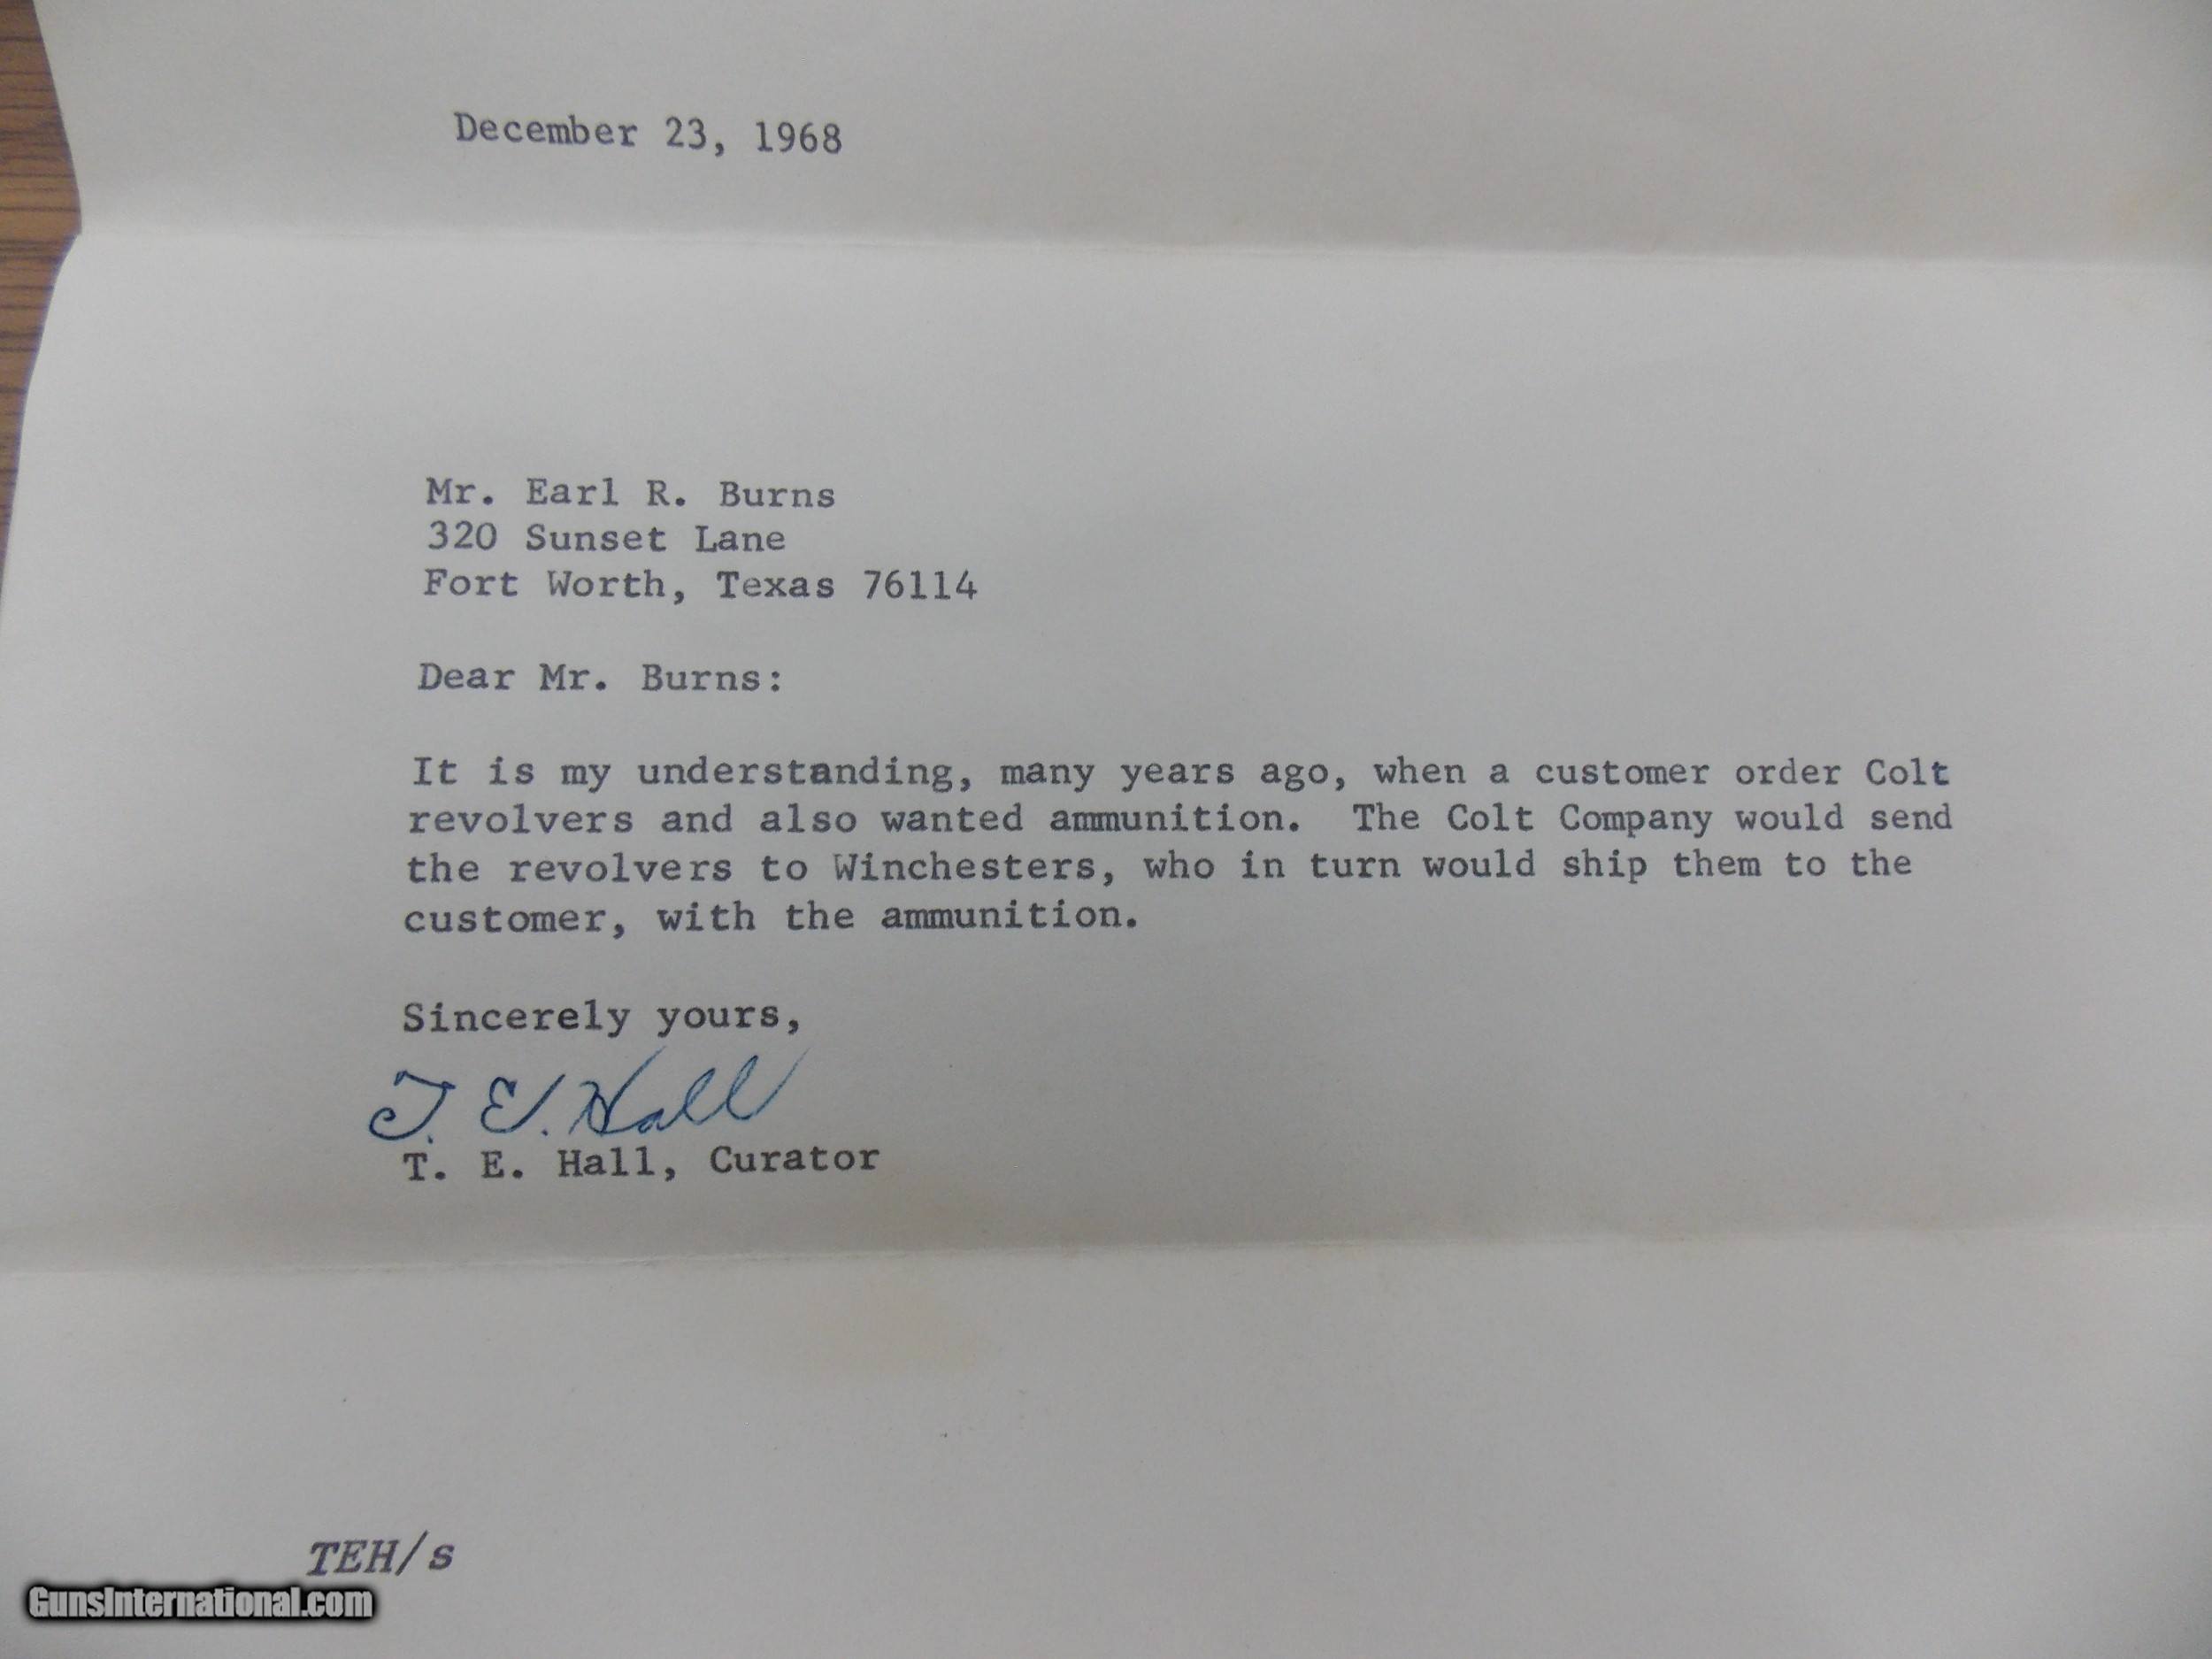 December 23, 1968
Mr. Earl R. Burns
320 Sunset Lane
Fort Worth, Texas 76114
Dear Mr. Burns:
It is my understanding, many years ago, when a customer order Colt
revolvers and also wanted ammunition. The Colt Company would send
the revolvers to Winchesters, who in turn would ship them to the
customer, with the ammunition.
Sincerely yours,
T. E. Hall
T. E. Hall, Curator
TEH/s
GunsInternational.com